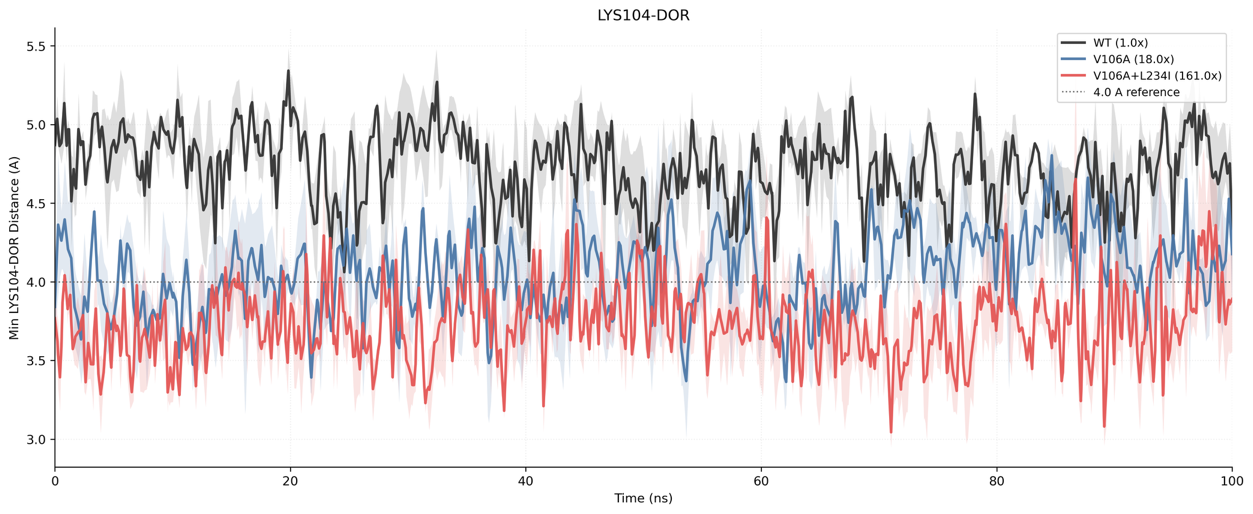 LYS104-DOR
WT (1.0x)
V106A (18.0x)
V106A+L234I (161.0x)
4.0 A reference
Min LYS104-DOR Distance (A)
5.5
5.0
4.5
4.0
3.5
3.0
0 20 40 60 80 100
Time (ns)